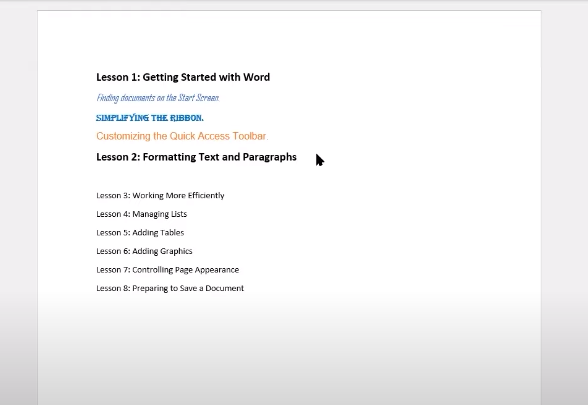 Lesson 1: Getting Started with Word
Finding documents on the Start Screen
SIMPLIFYING THE RIBBON.
Customizing the Quick Access Toolbar.
Lesson 2: Formatting Text and Paragraphs
Lesson 3: Working More Efficiently
Lesson 4: Managing Lists
Lesson 5: Adding Tables
Lesson 6: Adding Graphics
Lesson 7: Controlling Page Appearance
Lesson 8: Preparing to Save a Document